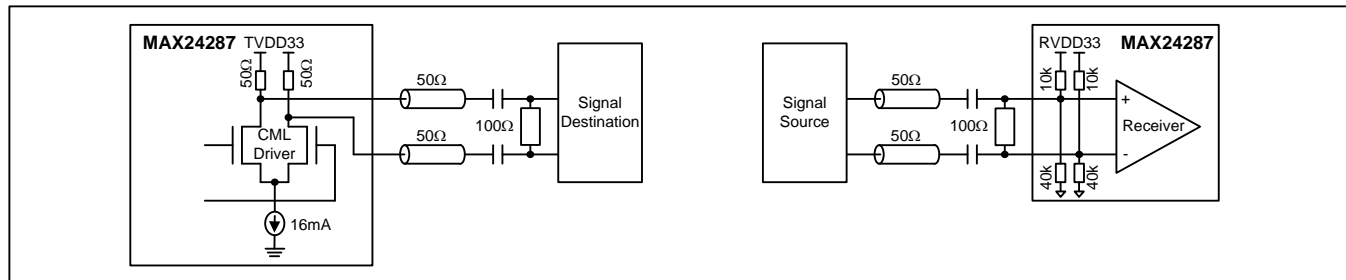 MAX24287 TVDD33
50Ω
50Ω
CML
Driver
16mA
50Ω
50Ω
100Ω
Signal
Destination
Signal
Source
50Ω
50Ω
100Ω
RVDD33 MAX24287
10k
10k
+
Receiver
-
40k
40k